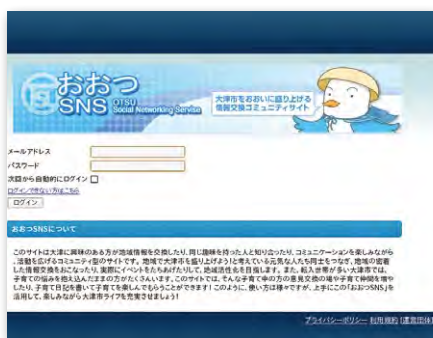 おおつ
SNS OTSU
Social Networking Servise
大津市をおおいに盛り上げる
情報交換コミュニティサイト
メールアドレス
パスワード
次回から自動的にログイン
ログインできない方はこちら
ログイン
おおつSNSについて
このサイトは大津に興味のある方が地域情報を交換したり、同じ趣味を持った人と知り合ったり、コミュニケーションを楽しみながら
、活動を広げるコミュニティ型のサイトです。地域で大津市を盛り上げよう!と考えている元気な人たち同士をつなぎ、地域の密着
した情報交換をおこなったり、実際にイベントをたちあげたりして、地域活性化を目指します。また、転入世帯が多い大津市では、
子育ての悩みを抱え込んだままの方がたくさんいます。このサイトでは、そんな子育て中の方の意見交換の場や子育て仲間を増や
したり、子育て日記を書いて子育てを楽しんでもらうことができます!このように、使い方は様々ですが、上手にこの「おおつSNS」を
活用して、楽しみながら大津市ライフを充実させましょう!
プライバシーポリシー 利用規約 運営団体